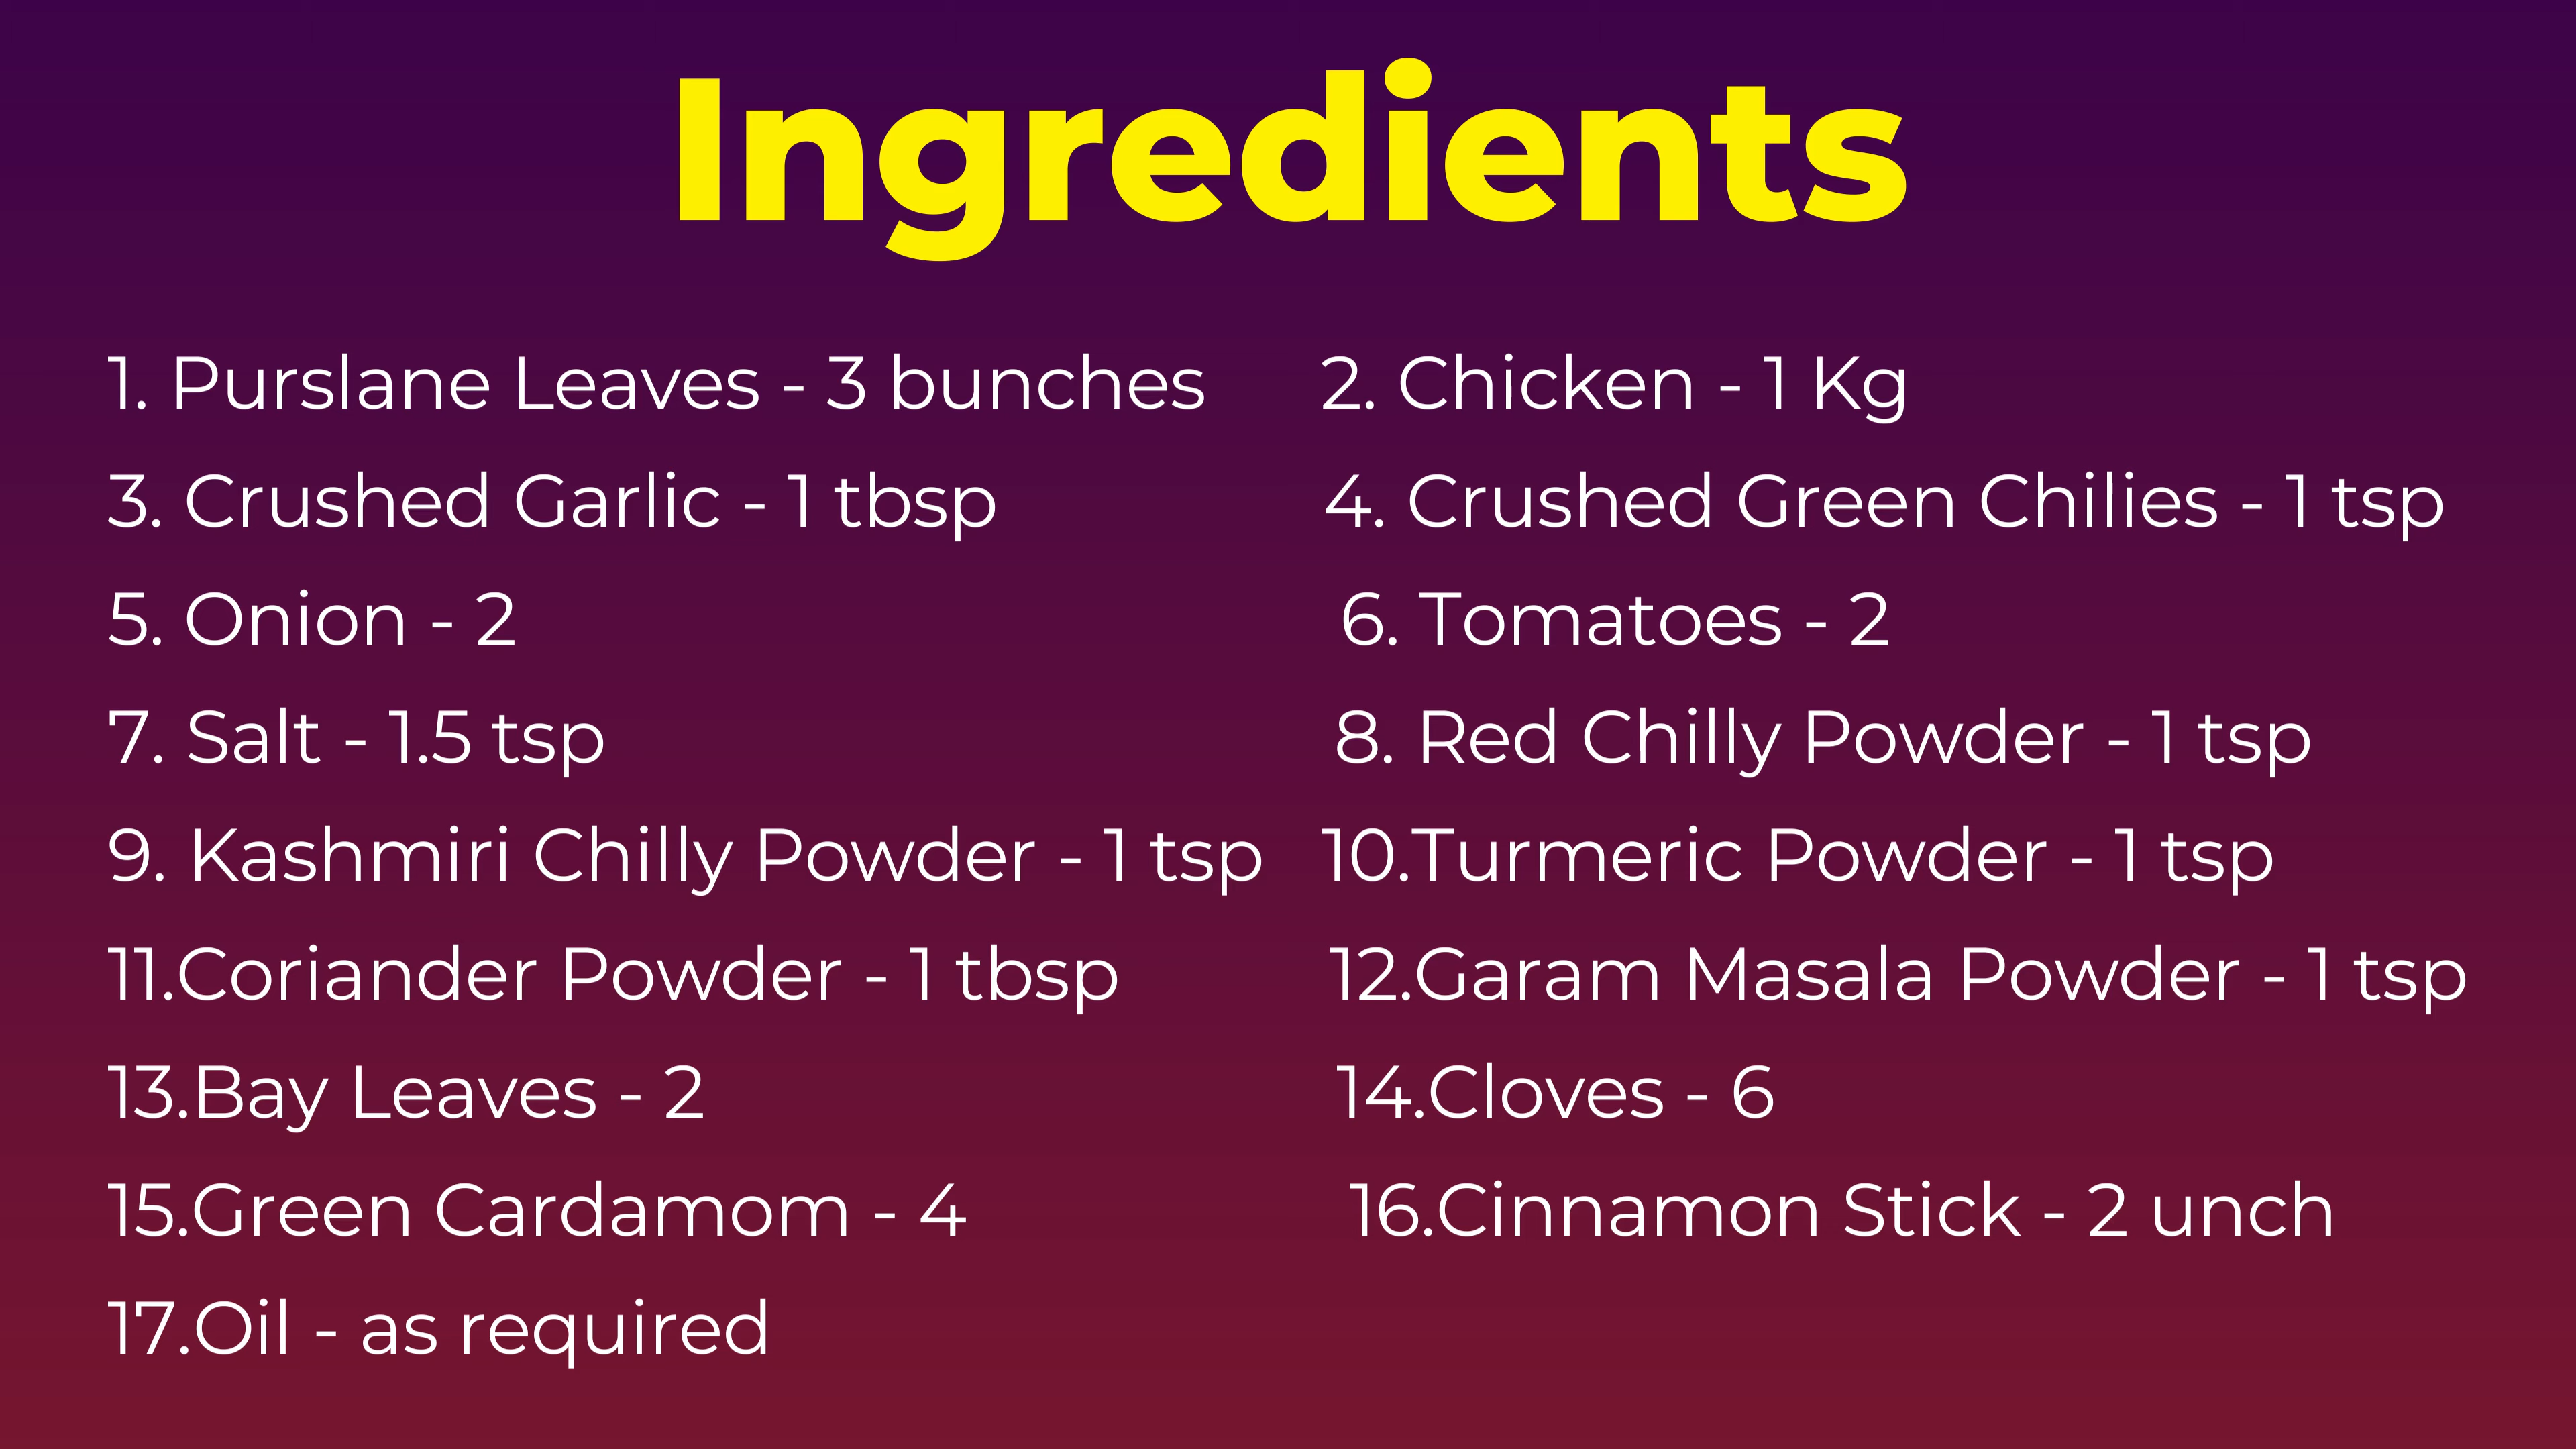 Ingredients
1. Purslane Leaves - 3 bunches 2. Chicken - 1 Kg
3. Crushed Garlic - 1 tbsp 4. Crushed Green Chilies - 1 tsp
5. Onion - 2 6. Tomatoes - 2
7. Salt - 1.5 tsp 8. Red Chilly Powder - 1 tsp
9. Kashmiri Chilly Powder - 1 tsp 10.Turmeric Powder - 1 tsp
11.Coriander Powder - 1 tbsp 12.Garam Masala Powder - 1 tsp
13.Bay Leaves - 2 14.Cloves - 6
15.Green Cardamom - 4 16.Cinnamon Stick - 2 unch
17.Oil - as required